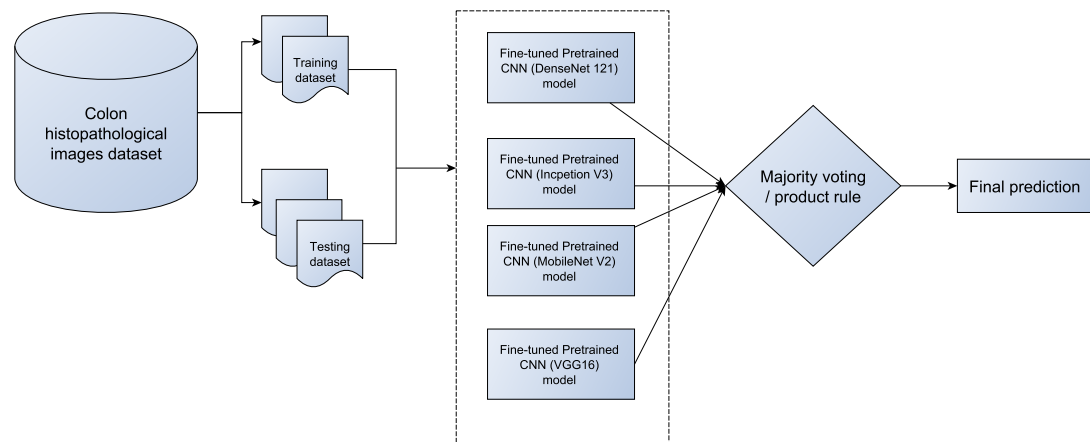 Colon
histopathological
images dataset
Training
dataset
Testing
dataset
Fine-tuned Pretrained
CNN (DenseNet 121)
model
Fine-tuned Pretrained
CNN (Incpetion V3)
model
Fine-tuned Pretrained
CNN (MobileNet V2)
model
Fine-tuned Pretrained
CNN (VGG16)
model
Majority voting
/ product rule
Final prediction